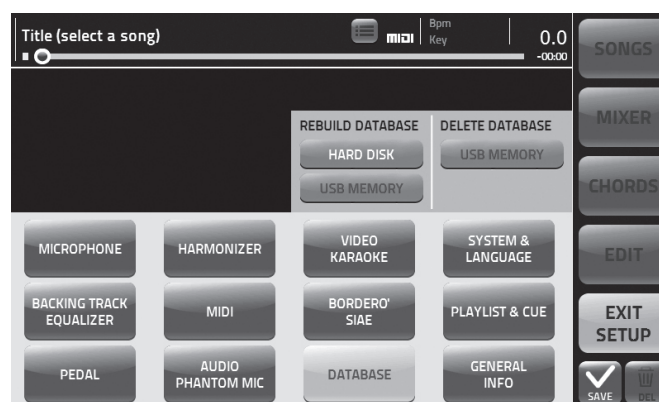 Title (select a song)
midi
Bpm
Key
0.0
-00:00
SONGS
MIXER
CHORDS
EDIT
EXIT
SETUP
SAVE
DEL
REBUILD DATABASE
HARD DISK
USB MEMORY
DELETE DATABASE
USB MEMORY
MICROPHONE
HARMONIZER
VIDEO
KARAOKE
SYSTEM &
LANGUAGE
BACKING TRACK
EQUALIZER
MIDI
BORDERO'
SIAE
PLAYLIST & CUE
PEDAL
AUDIO
PHANTOM MIC
DATABASE
GENERAL
INFO